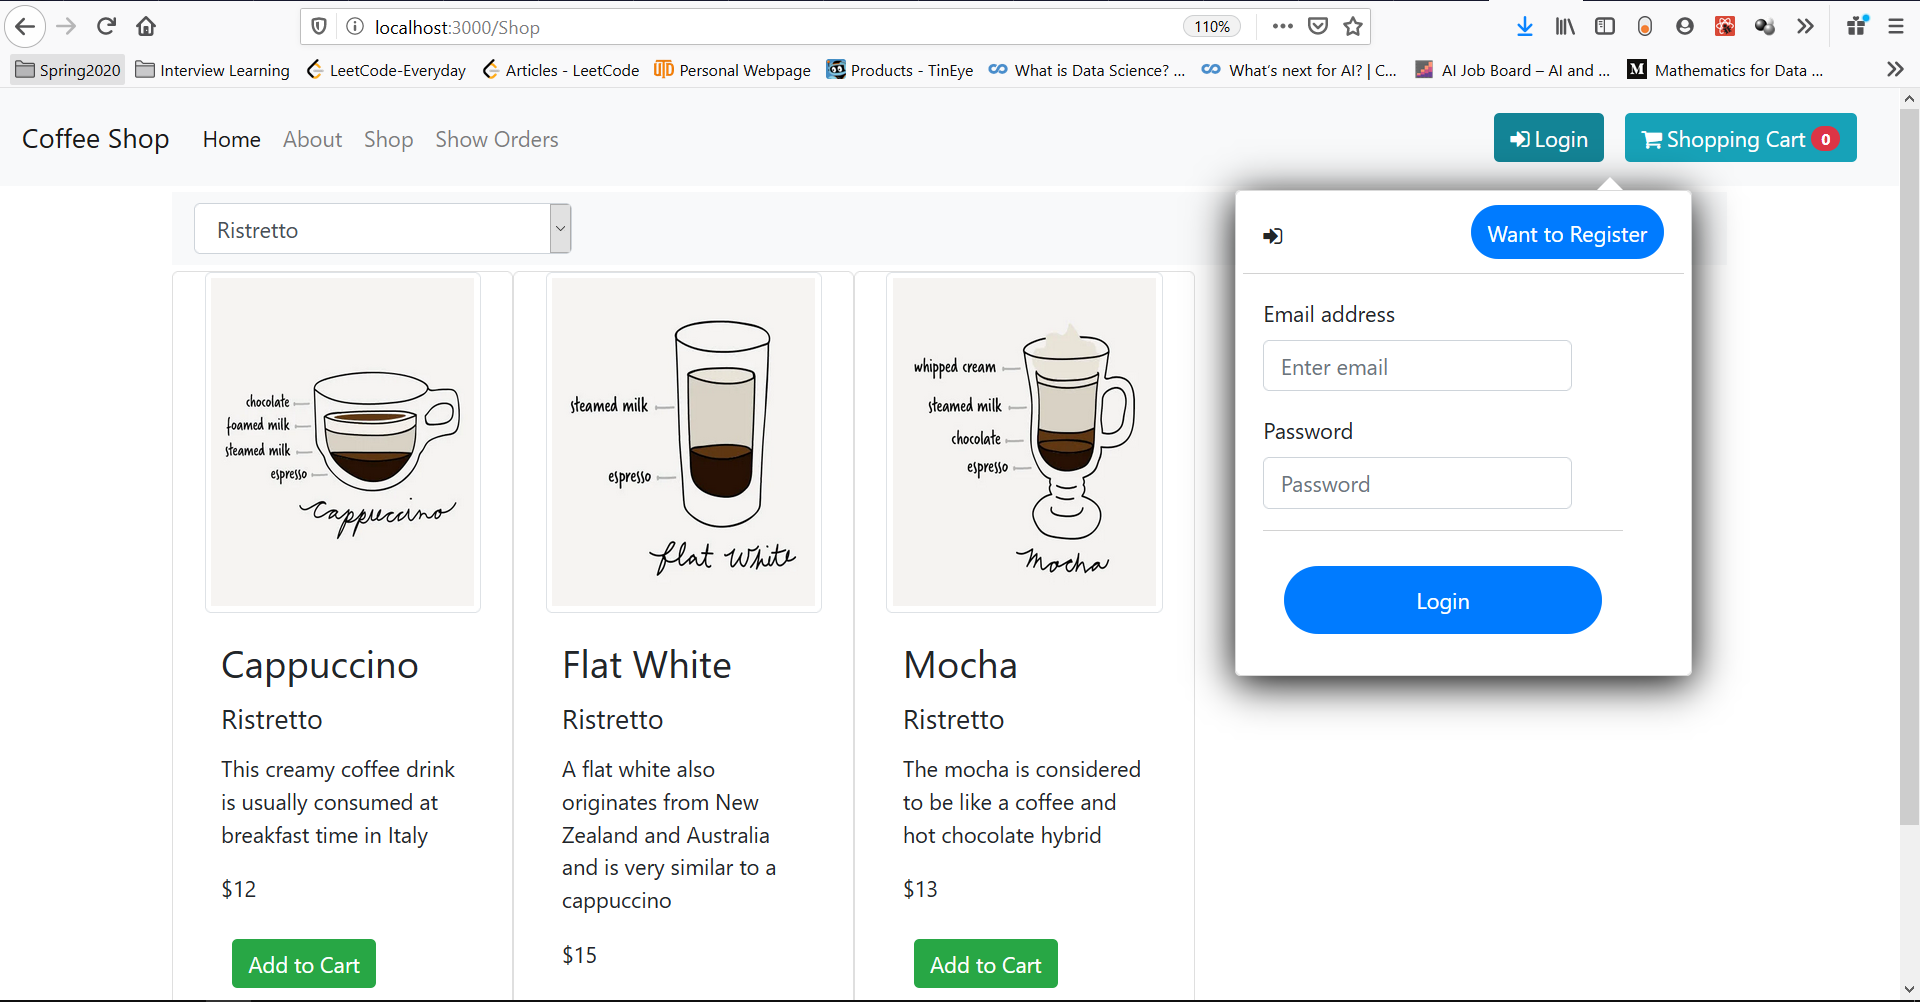 localhost:3000/Shop
110%
Spring2020
Interview Learning
LeetCode-Everyday
Articles - LeetCode
Personal Webpage
Products - TinEye
What is Data Science? ...
What's next for AI? | C...
AI Job Board – AI and ...
M
Mathematics for Data ...
Coffee Shop
Home
About
Shop
Show Orders
Login
Shopping Cart 0
Ristretto
Want to Register
Email address
Enter email
Password
Password
Login
chocolate
foamed milk
steamed milk
espresso
Cappuccino
steamed milk
espresso
flat White
whipped cream
steamed milk
chocolate
espresso
Mocha
Cappuccino
Ristretto
This creamy coffee drink
is usually consumed at
breakfast time in Italy
$12
Add to Cart
Flat White
Ristretto
A flat white also
originates from New
Zealand and Australia
and is very similar to a
cappuccino
$15
Mocha
Ristretto
The mocha is considered
to be like a coffee and
hot chocolate hybrid
$13
Add to Cart